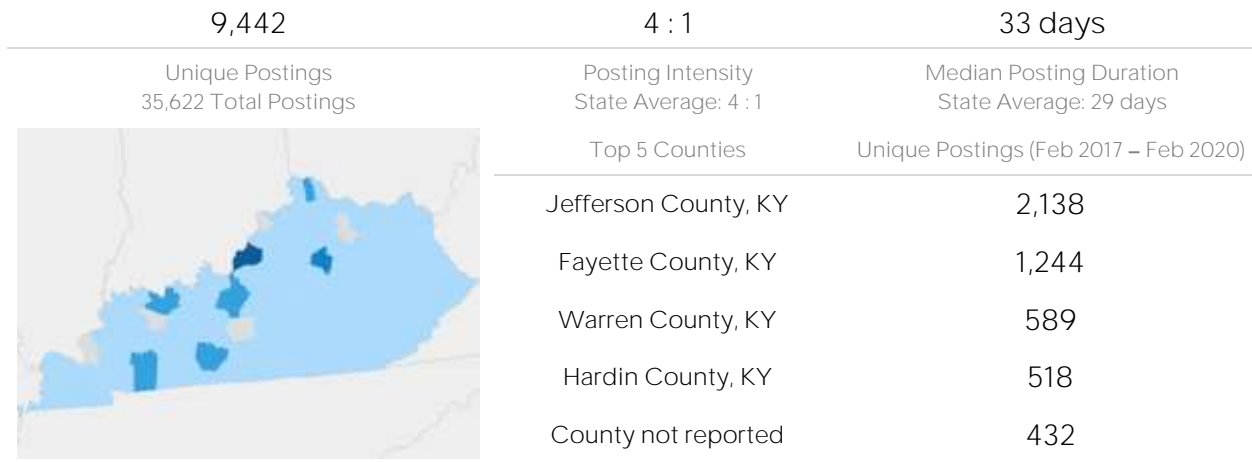 9,442
4 : 1
33 days
Unique Postings
35,622 Total Postings
Posting Intensity
State Average: 4 : 1
Median Posting Duration
State Average: 29 days
Top 5 Counties
Unique Postings (Feb 2017 – Feb 2020)
Jefferson County, KY
2,138
Fayette County, KY
1,244
Warren County, KY
589
Hardin County, KY
518
County not reported
432